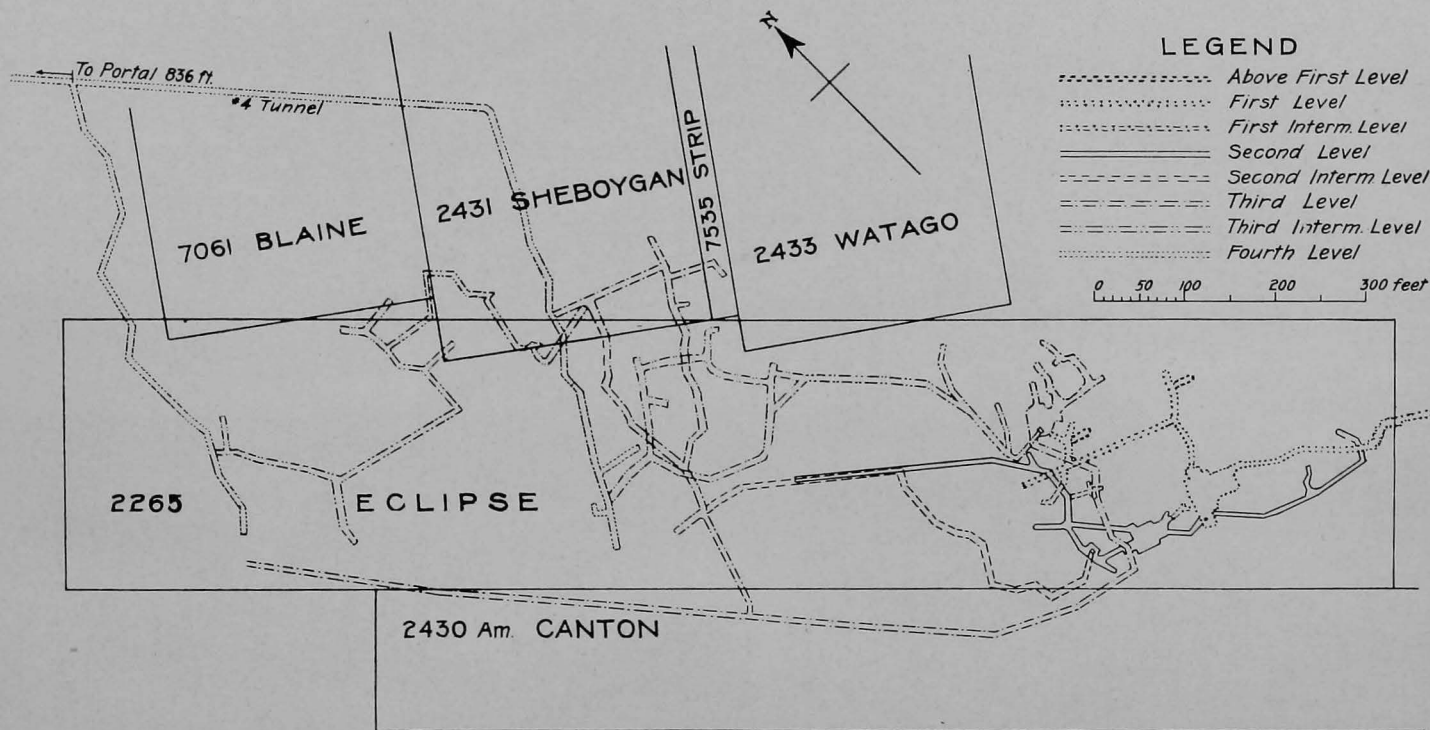 N
LEGEND
Above First Level
First Level
First Interm. Level
Second Level
Second Interm. Level
Third Level
Third Interm. Level
Fourth Level
0 50 100 200 300 feet
To Portal 836 ft.
#4 Tunnel
7061 BLAINE
2431 SHEBOYGAN
7535 STRIP
2433 WATAGO
2265 ECLIPSE
2430 Am. CANTON